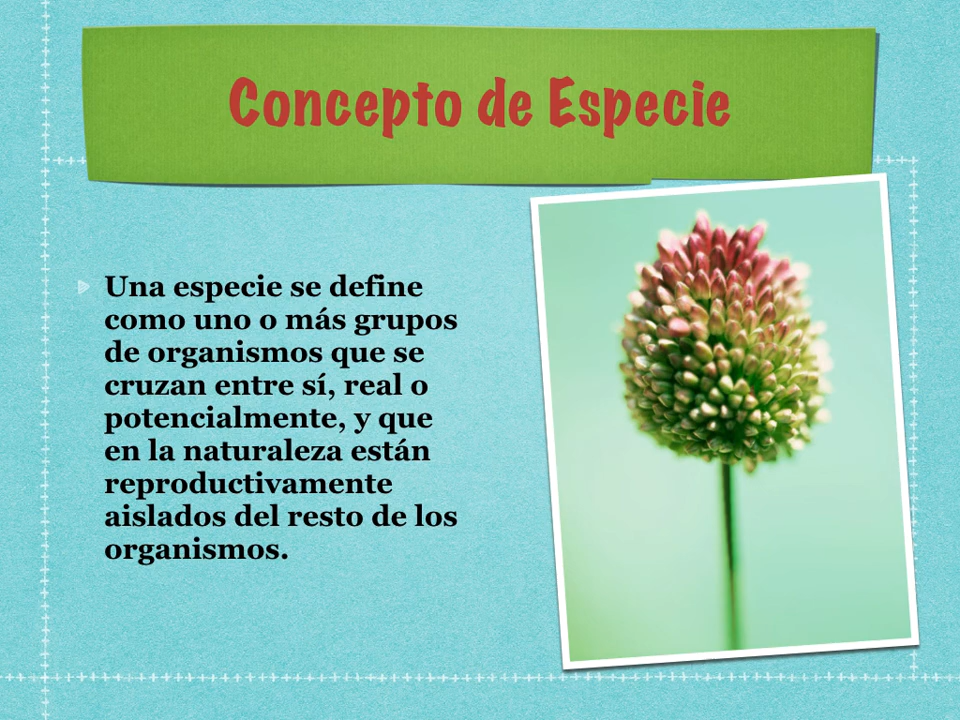 Concepto de Especie
Una especie se define
como uno o más grupos
de organismos que se
cruzan entre sí, real o
potencialmente, y que
en la naturaleza están
reproductivamente
aislados del resto de los
organismos.